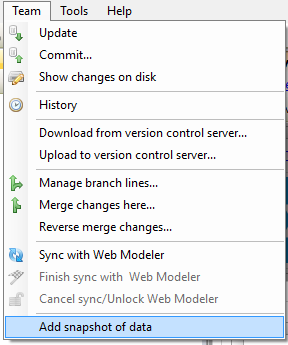 Team Tools Help
Update
Commit...
Show changes on disk
History
Download from version control server...
Upload to version control server...
Manage branch lines...
Merge changes here...
Reverse merge changes...
Sync with Web Modeler
Finish sync with  Web Modeler
Cancel sync/Unlock Web Modeler
Add snapshot of data